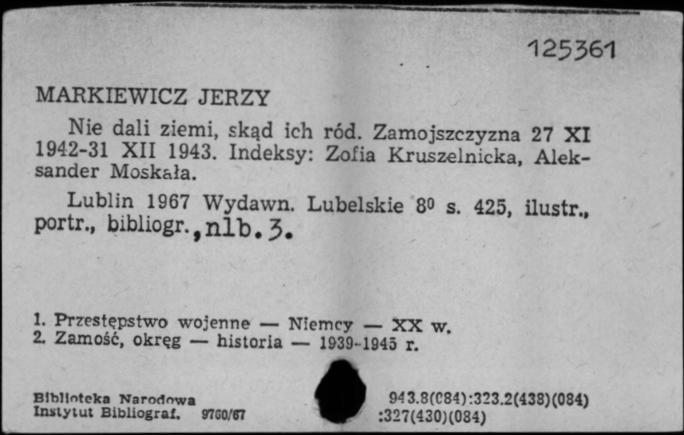 125361
MARKIEWICZ JERZY
Nie dali ziemi, skąd ich ród. Zamojszczyzna 27 XI
1942-31 XII 1943. Indeksy: Zofia Kruszelnicka, Alek-
sander Moskała.
Lublin 1967 Wydawn. Lubelskie 8⁰ s. 425, ilustr.,
portr., bibliogr., nlb. 3.
1. Przestępstwo wojenne — Niemcy — XX w.
2. Zamość, okręg — historia — 1939-1945 r.
Biblioteka Narodowa
Instytut Bibliograf. 9760/67
943.8(084):323.2(438)(084)
:327(430)(084)